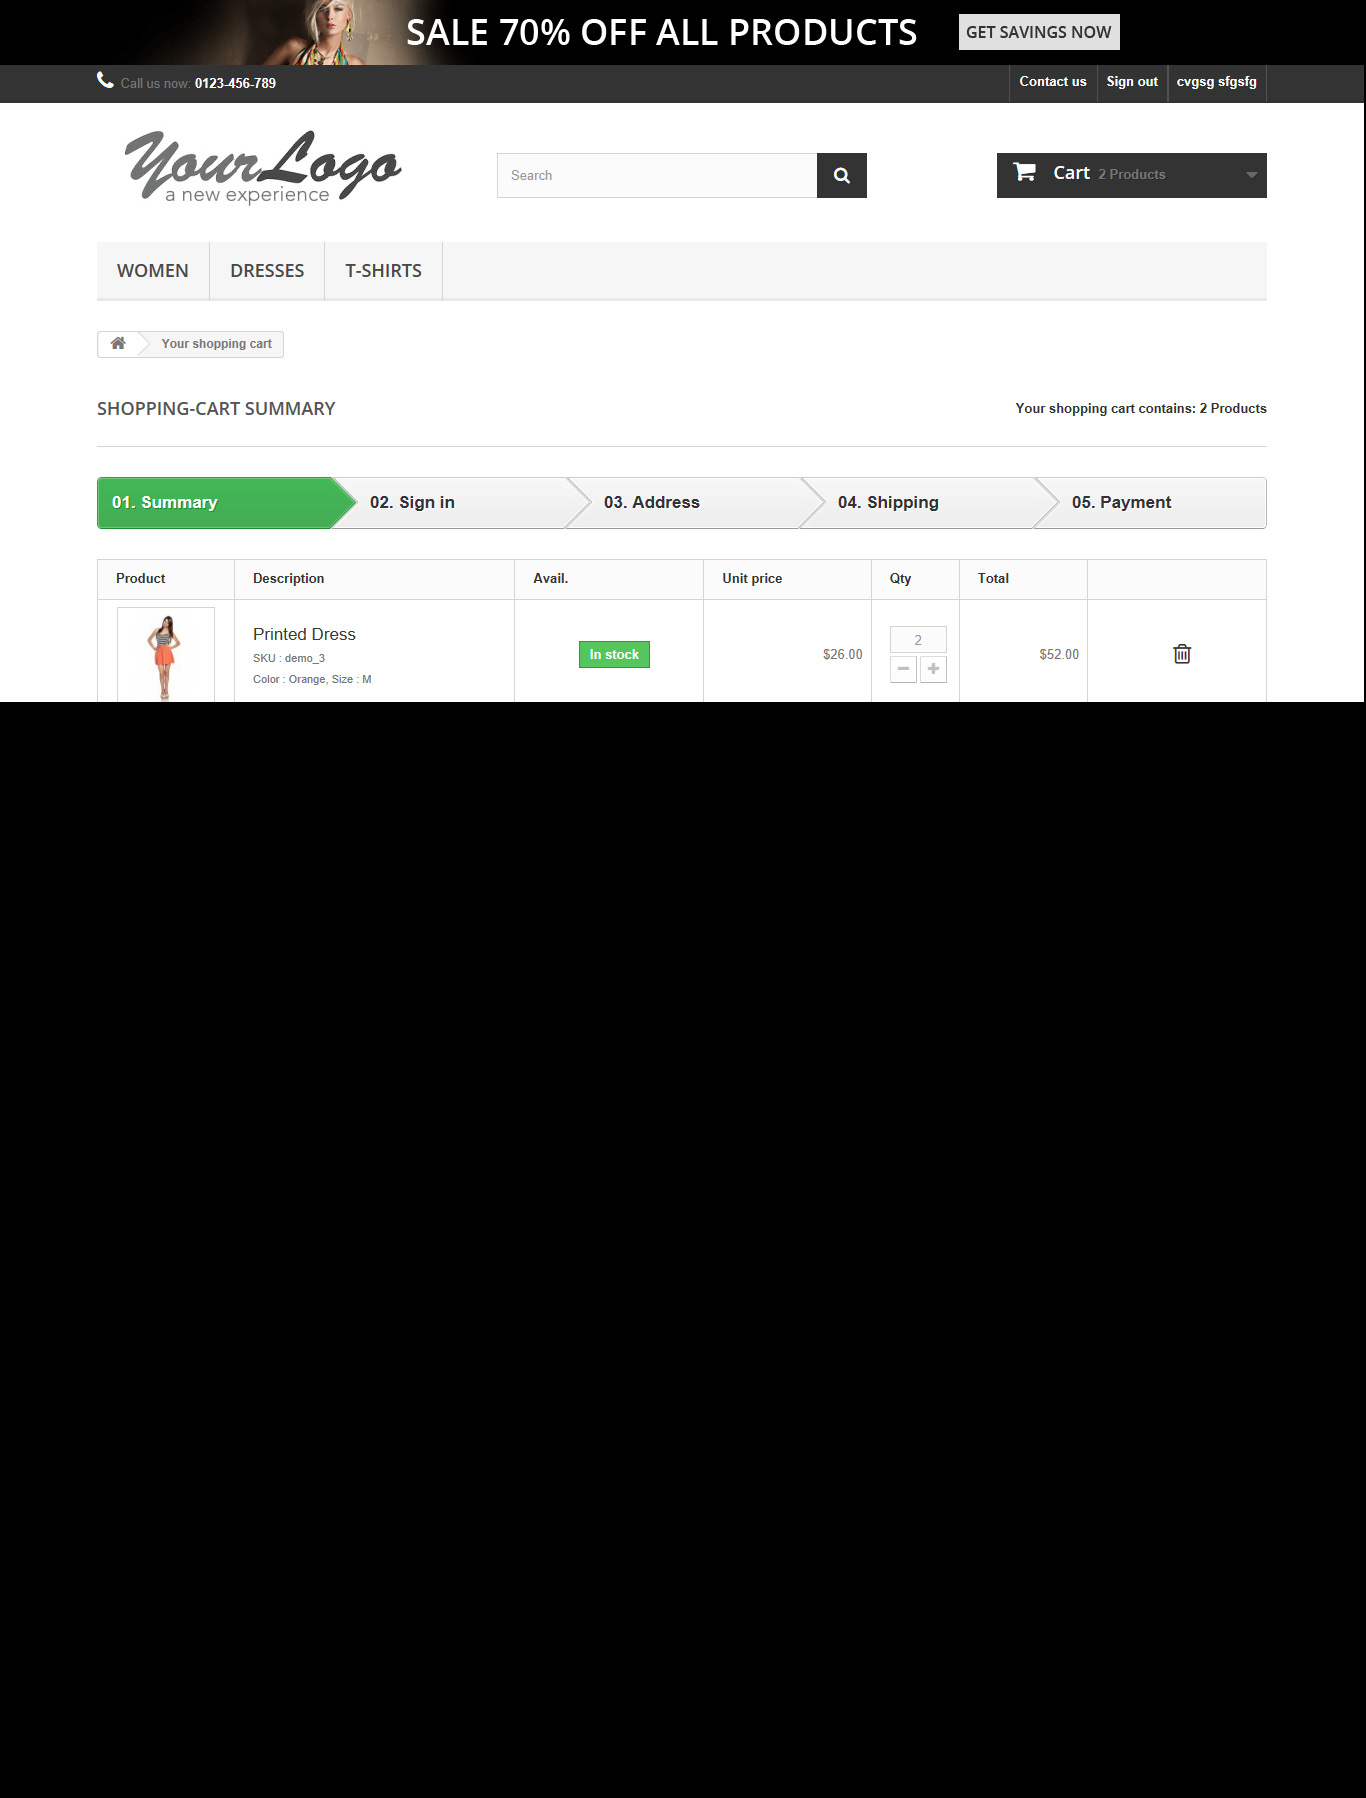 SALE 70% OFF ALL PRODUCTS GET SAVINGS NOW
Call us now: 0123-456-789 Contact us Sign out cvgsg sfgsfg
YourLogo
a new experience
Search
Cart 2 Products
WOMEN DRESSES T-SHIRTS
Your shopping cart
SHOPPING-CART SUMMARY Your shopping cart contains: 2 Products
01. Summary 02. Sign in 03. Address 04. Shipping 05. Payment
Product Description Avail. Unit price Qty Total
Printed Dress
SKU : demo_3
Color : Orange, Size : M
In stock
$26.00
2
$52.00